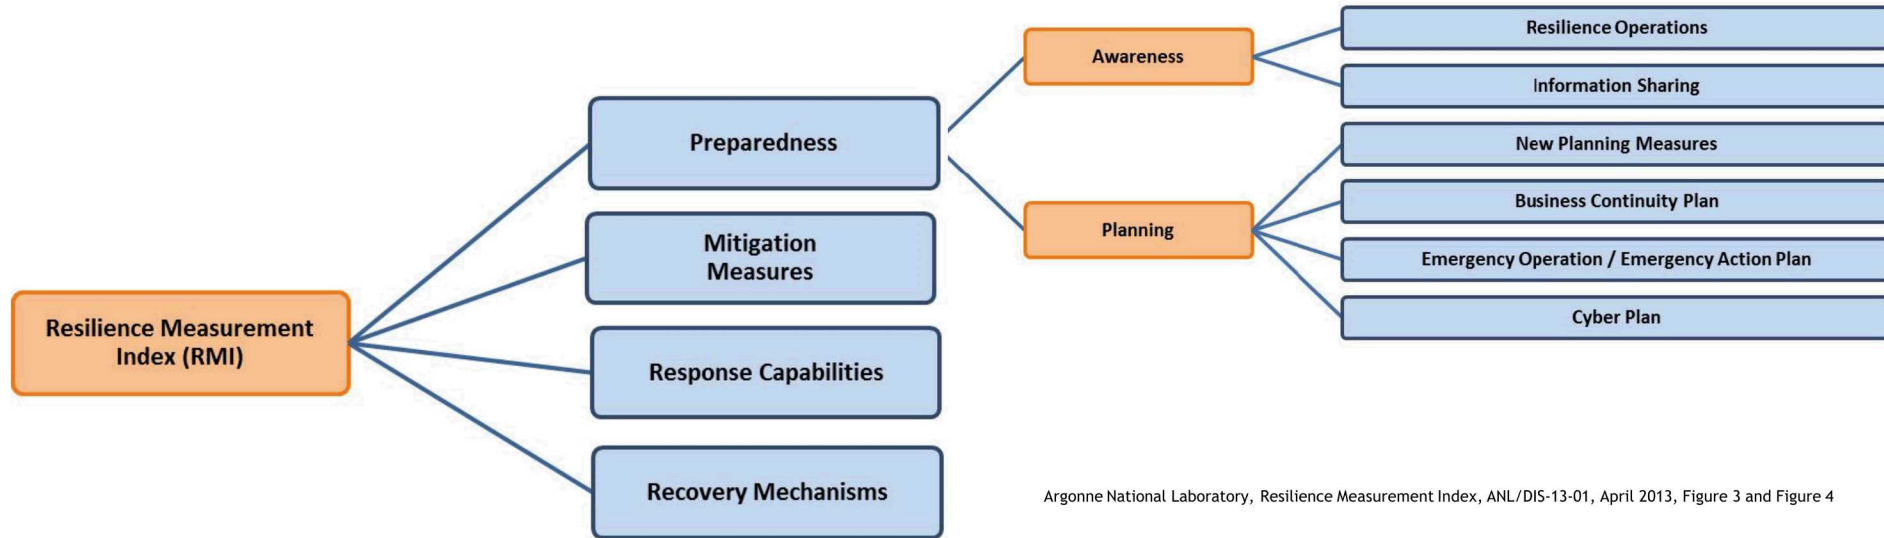 Resilience Measurement
Index (RMI)
Preparedness
Mitigation
Measures
Response Capabilities
Recovery Mechanisms
Awareness
Planning
Resilience Operations
Information Sharing
New Planning Measures
Business Continuity Plan
Emergency Operation / Emergency Action Plan
Cyber Plan
Argonne National Laboratory, Resilience Measurement Index, ANL/DIS-13-01, April 2013, Figure 3 and Figure 4